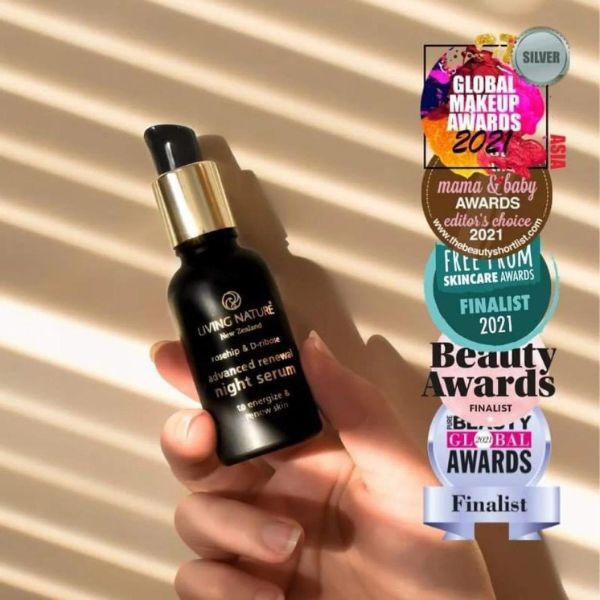 LIVING NATURE
New Zealand
rosehip & D-ribose
advanced renewal
night serum
to energize &
renew skin
SILVER
GLOBAL
MAKEUP
AWARDS
2021
ASIA
mama & baby
AWARDS
editor's choice
2021
www.thebeautyshortlist.com
FREE FROM
SKINCARE AWARDS
FINALIST
2021
Beauty
Awards
FINALIST
PURE
BEAUTY
GLOBAL
2021
AWARDS
Finalist